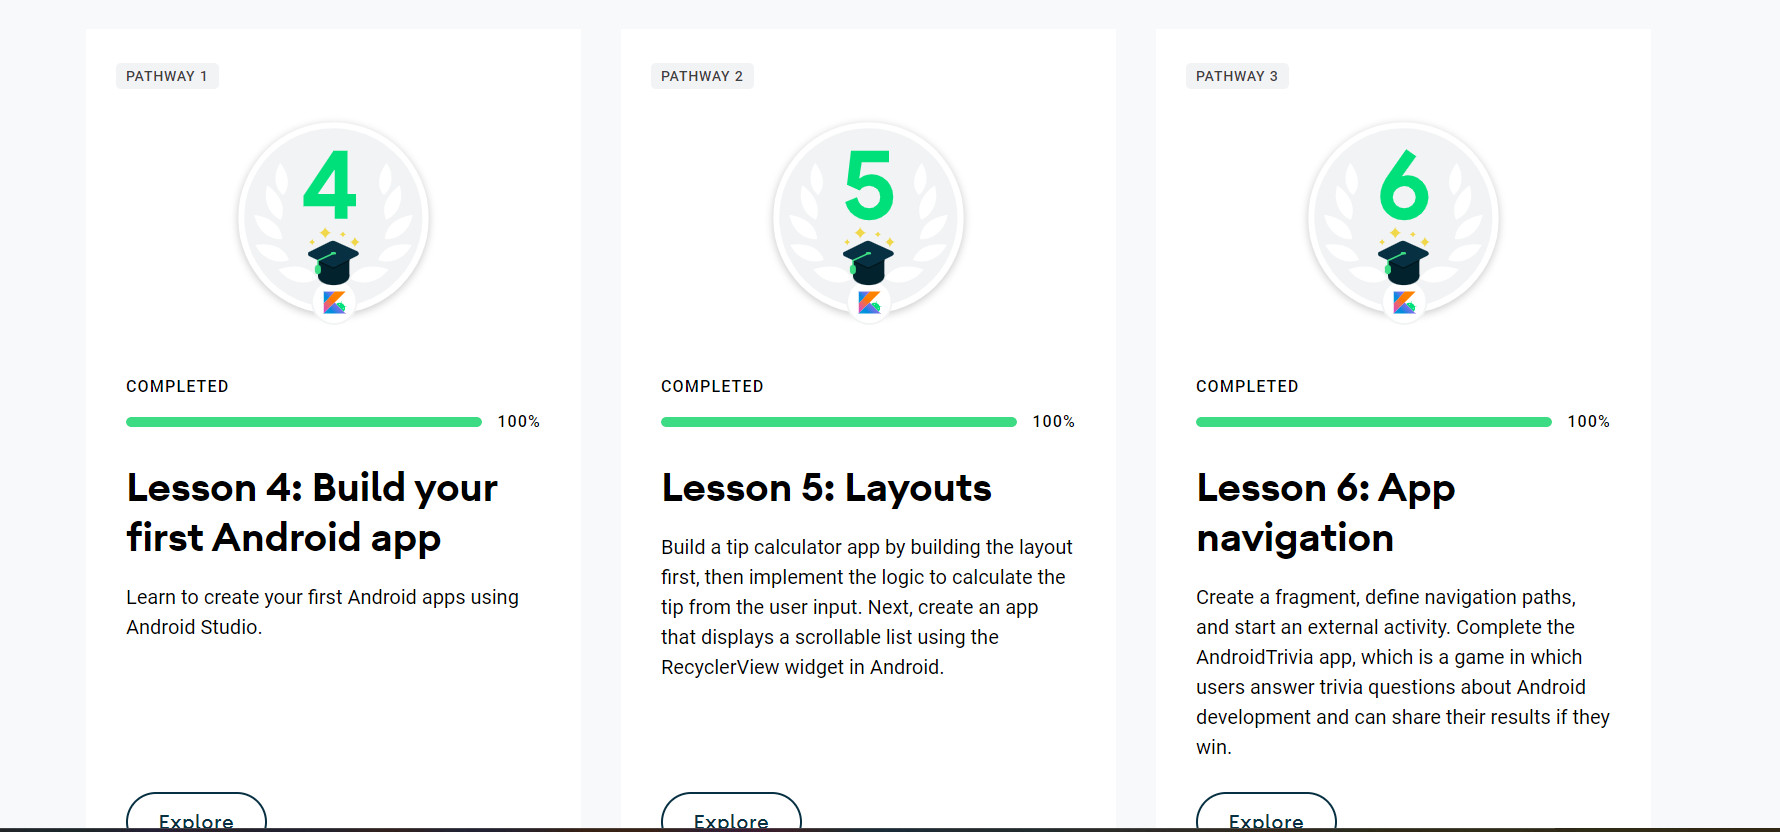 PATHWAY 1
4
COMPLETED
100%
Lesson 4: Build your
first Android app
Learn to create your first Android apps using
Android Studio.
Explore
PATHWAY 2
5
COMPLETED
100%
Lesson 5: Layouts
Build a tip calculator app by building the layout
first, then implement the logic to calculate the
tip from the user input. Next, create an app
that displays a scrollable list using the
RecyclerView widget in Android.
Explore
PATHWAY 3
6
COMPLETED
100%
Lesson 6: App
navigation
Create a fragment, define navigation paths,
and start an external activity. Complete the
AndroidTrivia app, which is a game in which
users answer trivia questions about Android
development and can share their results if they
win.
Explore